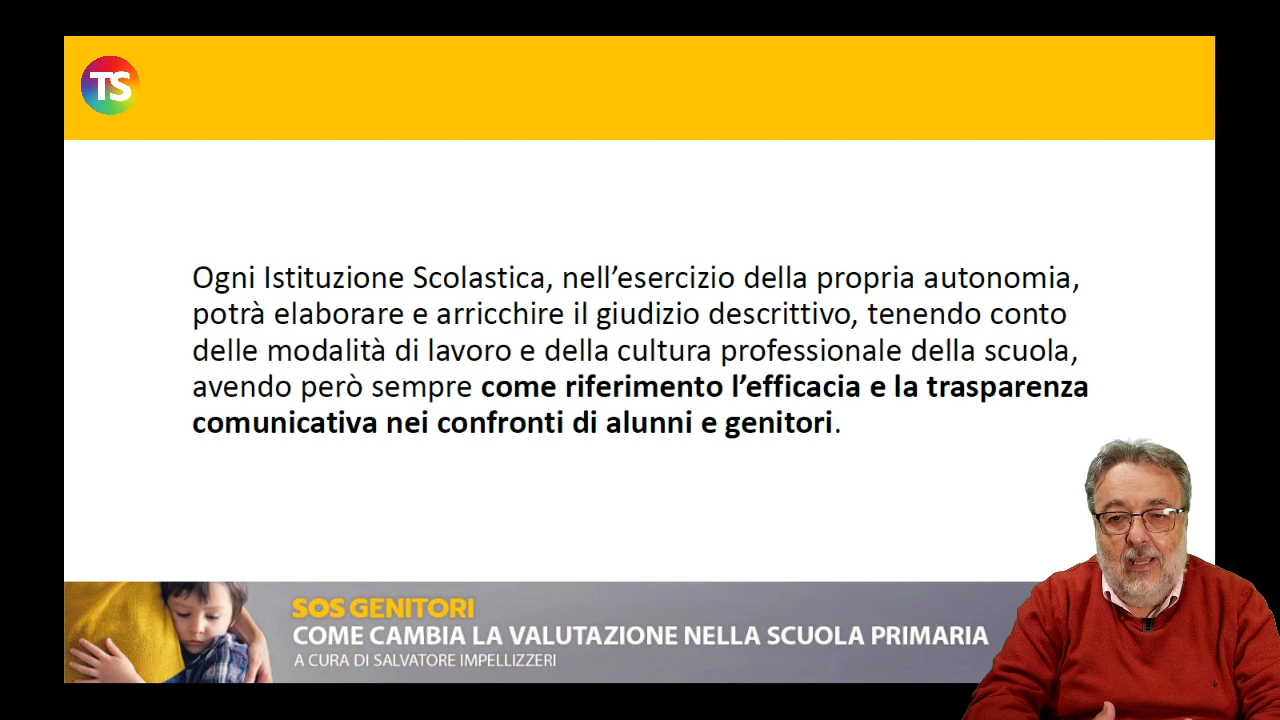 TS
Ogni Istituzione Scolastica, nell’esercizio della propria autonomia,
potrà elaborare e arricchire il giudizio descrittivo, tenendo conto
delle modalità di lavoro e della cultura professionale della scuola,
avendo però sempre come riferimento l’efficacia e la trasparenza
comunicativa nei confronti di alunni e genitori.
SOS GENITORI
COME CAMBIA LA VALUTAZIONE NELLA SCUOLA PRIMARIA
A CURA DI SALVATORE IMPELLIZZERI